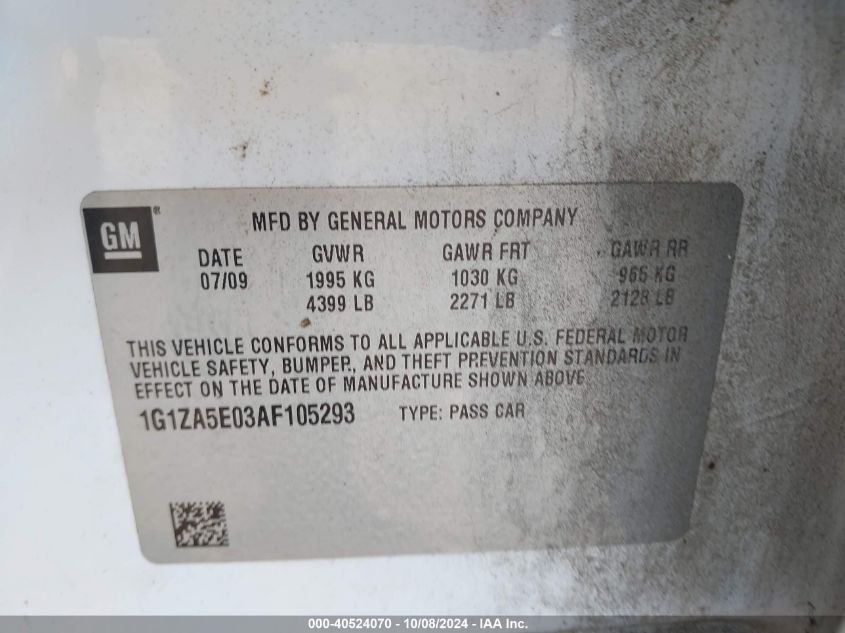 GM®
MFD BY GENERAL MOTORS COMPANY
DATE GVWR GAWR FRT GAWR RR
07/09 1995 KG 1030 KG 965 KG
4399 LB 2271 LB 2128 LB
THIS VEHICLE CONFORMS TO ALL APPLICABLE U.S. FEDERAL MOTOR
VEHICLE SAFETY, BUMPER, AND THEFT PREVENTION STANDARDS IN
EFFECT ON THE DATE OF MANUFACTURE SHOWN ABOVE.
1G1ZA5E03AF105293 TYPE: PASS CAR
000-40524070 - 10/08/2024 - IAA Inc.